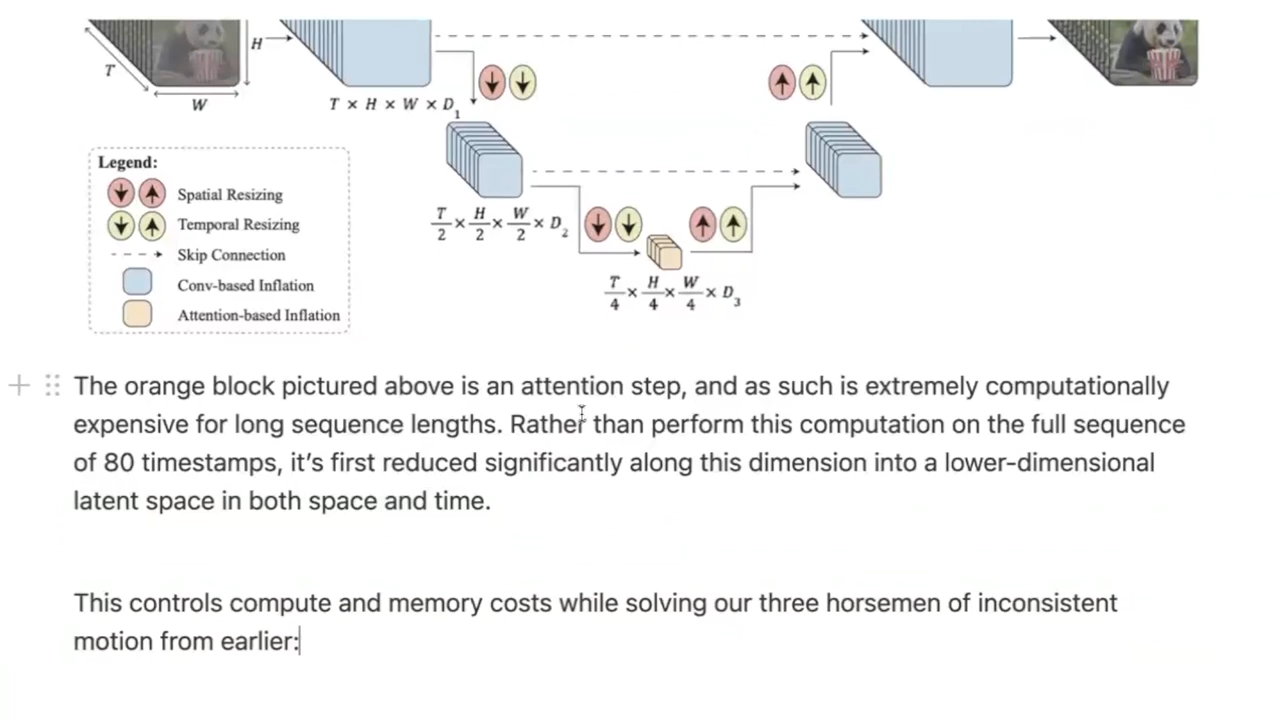 H
T
W
T × H × W × D1
Legend:
Spatial Resizing
Temporal Resizing
Skip Connection
Conv-based Inflation
Attention-based Inflation
T/2 × H/2 × W/2 × D2
T/4 × H/4 × W/4 × D3
The orange block pictured above is an attention step, and as such is extremely computationally
expensive for long sequence lengths. Rather than perform this computation on the full sequence
of 80 timestamps, it’s first reduced significantly along this dimension into a lower-dimensional
latent space in both space and time.
This controls compute and memory costs while solving our three horsemen of inconsistent
motion from earlier: